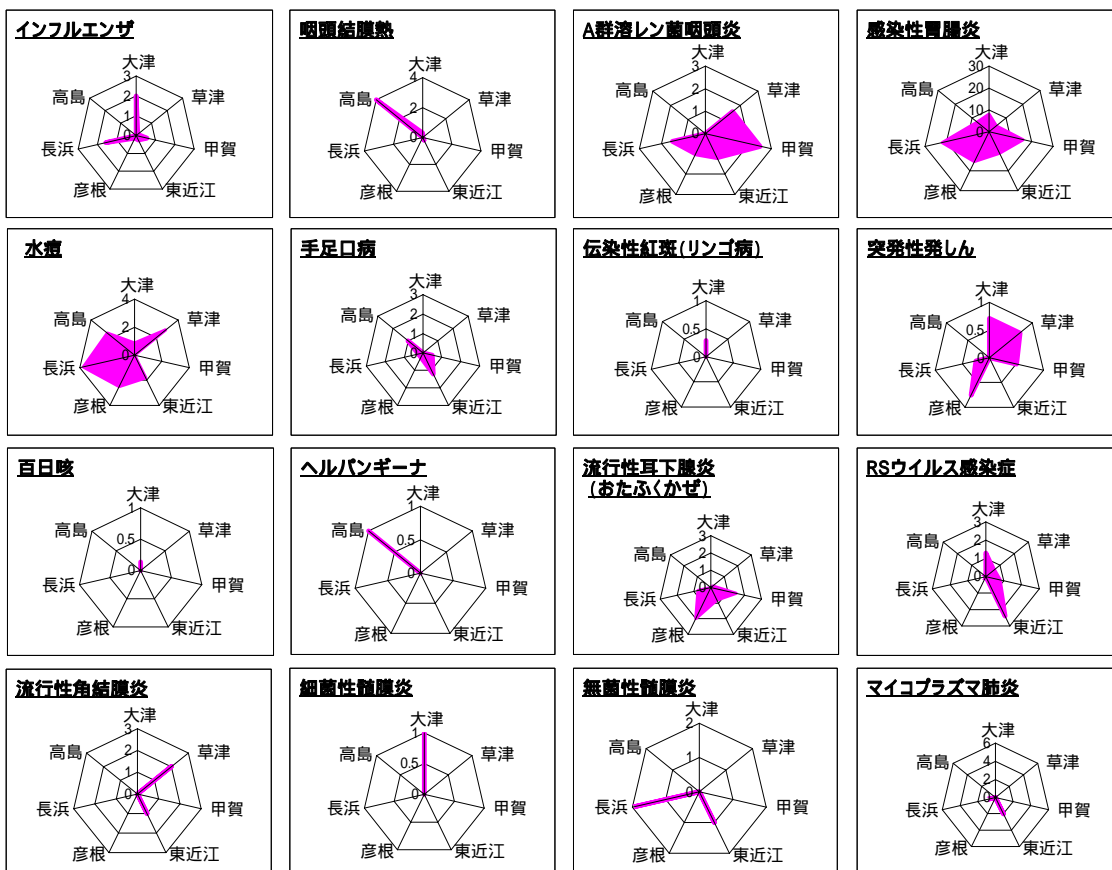 インフルエンザ
大津
3
2
1
0
草津
甲賀
東近江
彦根
長浜
高島
咽頭結膜熱
大津
4
2
0
草津
甲賀
東近江
彦根
長浜
高島
A群溶レン菌咽頭炎
大津
3
2
1
0
草津
甲賀
東近江
彦根
長浜
高島
感染性胃腸炎
大津
30
20
10
0
草津
甲賀
東近江
彦根
長浜
高島
水痘
大津
4
2
0
草津
甲賀
東近江
彦根
長浜
高島
手足口病
大津
3
2
1
0
草津
甲賀
東近江
彦根
長浜
高島
伝染性紅斑(リンゴ病)
大津
1
0.5
0
草津
甲賀
東近江
彦根
長浜
高島
突発性発しん
大津
1
0.5
0
草津
甲賀
東近江
彦根
長浜
高島
百日咳
大津
1
0.5
0
草津
甲賀
東近江
彦根
長浜
高島
ヘルパンギーナ
大津
1
0.5
0
草津
甲賀
東近江
彦根
長浜
高島
流行性耳下腺炎
(おたふくかぜ)
大津
3
2
1
0
草津
甲賀
東近江
彦根
長浜
高島
RSウイルス感染症
大津
3
2
1
0
草津
甲賀
東近江
彦根
長浜
高島
流行性角結膜炎
大津
3
2
1
0
草津
甲賀
東近江
彦根
長浜
高島
細菌性髄膜炎
大津
1
0.5
0
草津
甲賀
東近江
彦根
長浜
高島
無菌性髄膜炎
大津
2
1
0
草津
甲賀
東近江
彦根
長浜
高島
マイコプラズマ肺炎
大津
6
4
2
0
草津
甲賀
東近江
彦根
長浜
高島